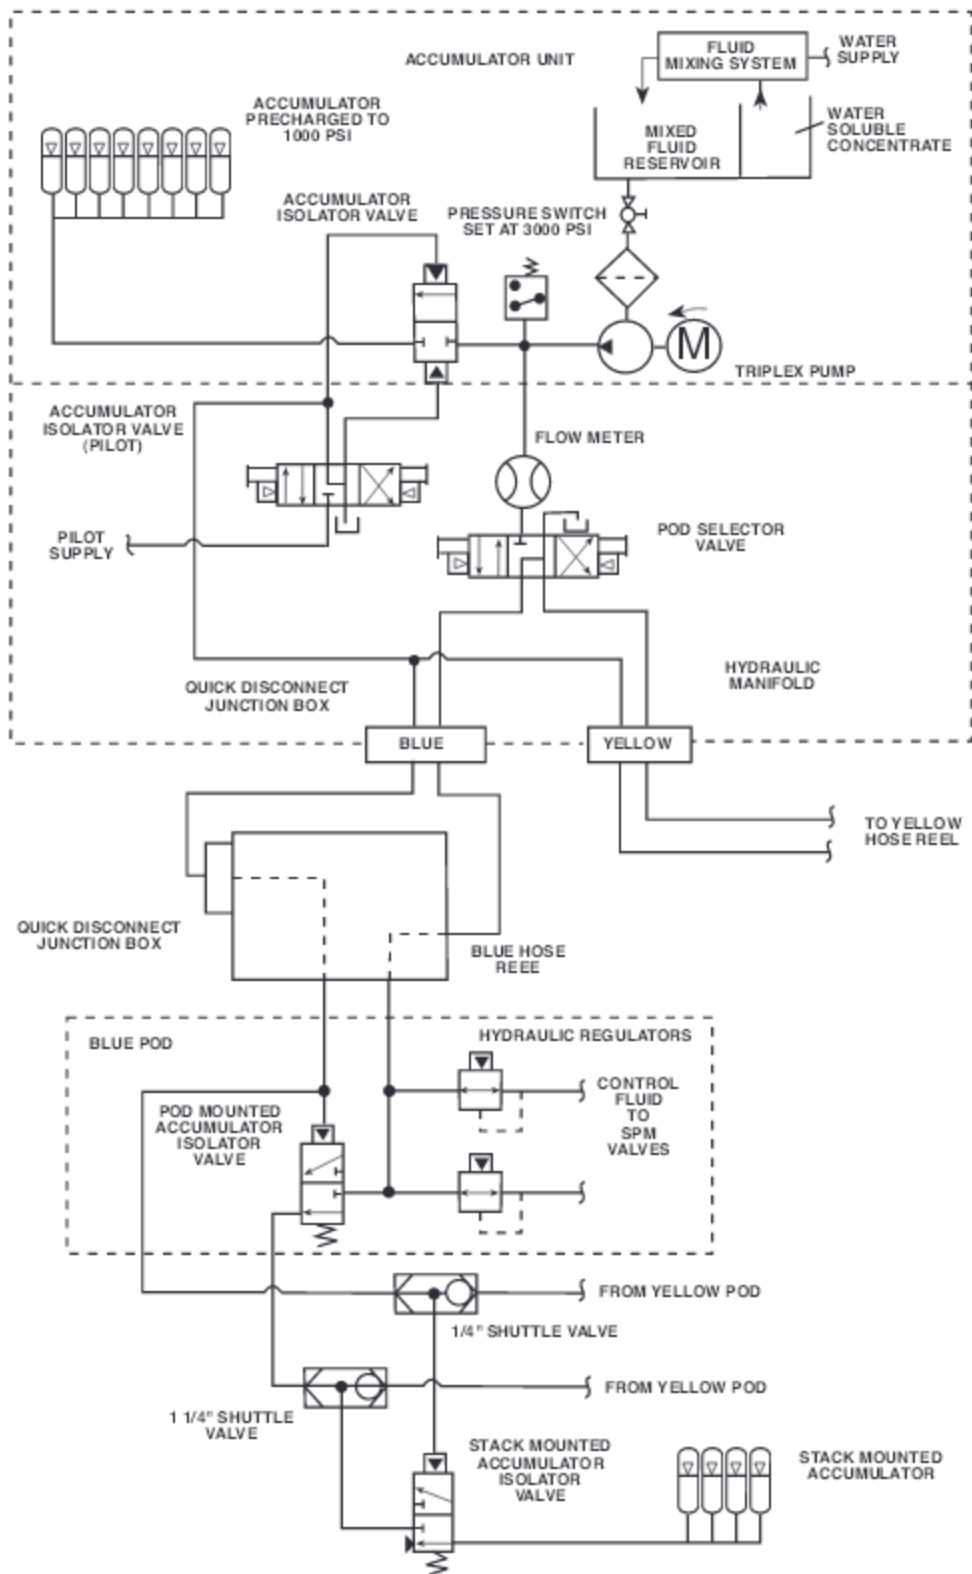 ACCUMULATOR UNIT
FLUID
MIXING SYSTEM
WATER
SUPPLY
ACCUMULATOR
PRECHARGED TO
1000 PSI
MIXED
FLUID
RESERVOIR
WATER
SOLUBLE
CONCENTRATE
ACCUMULATOR
ISOLATOR VALVE
PRESSURE SWITCH
SET AT 3000 PSI
M
TRIPLEX PUMP
ACCUMULATOR
ISOLATOR VALVE
(PILOT)
FLOW METER
PILOT
SUPPLY
POD SELECTOR
VALVE
QUICK DISCONNECT
JUNCTION BOX
HYDRAULIC
MANIFOLD
BLUE
YELLOW
TO YELLOW
HOSE REEL
QUICK DISCONNECT
JUNCTION BOX
BLUE HOSE
REEE
BLUE POD
HYDRAULIC REGULATORS
POD MOUNTED
ACCUMULATOR
ISOLATOR
VALVE
CONTROL
FLUID
TO
SPM
VALVES
FROM YELLOW POD
1/4" SHUTTLE VALVE
FROM YELLOW POD
1 1/4" SHUTTLE
VALVE
STACK MOUNTED
ACCUMULATOR
ISOLATOR
VALVE
STACK MOUNTED
ACCUMULATOR